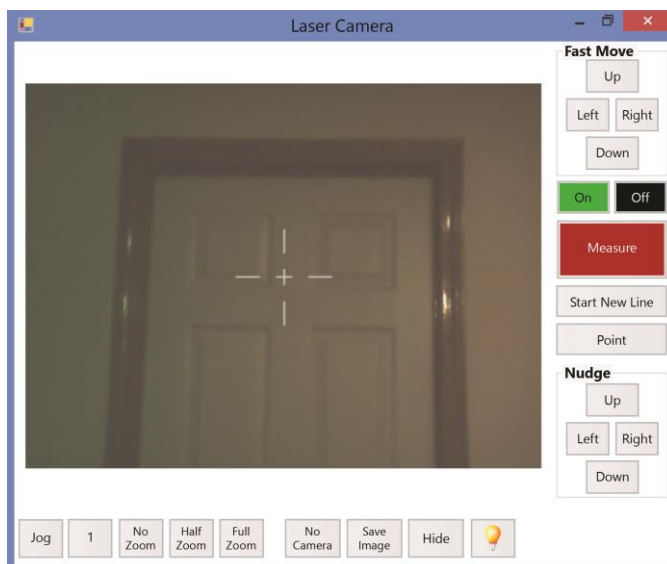 Laser Camera
Fast Move
Up
Left Right
Down
On Off
Measure
Start New Line
Point
Nudge
Up
Left Right
Down
Jog 1 No Zoom Half Zoom Full Zoom No Camera Save Image Hide